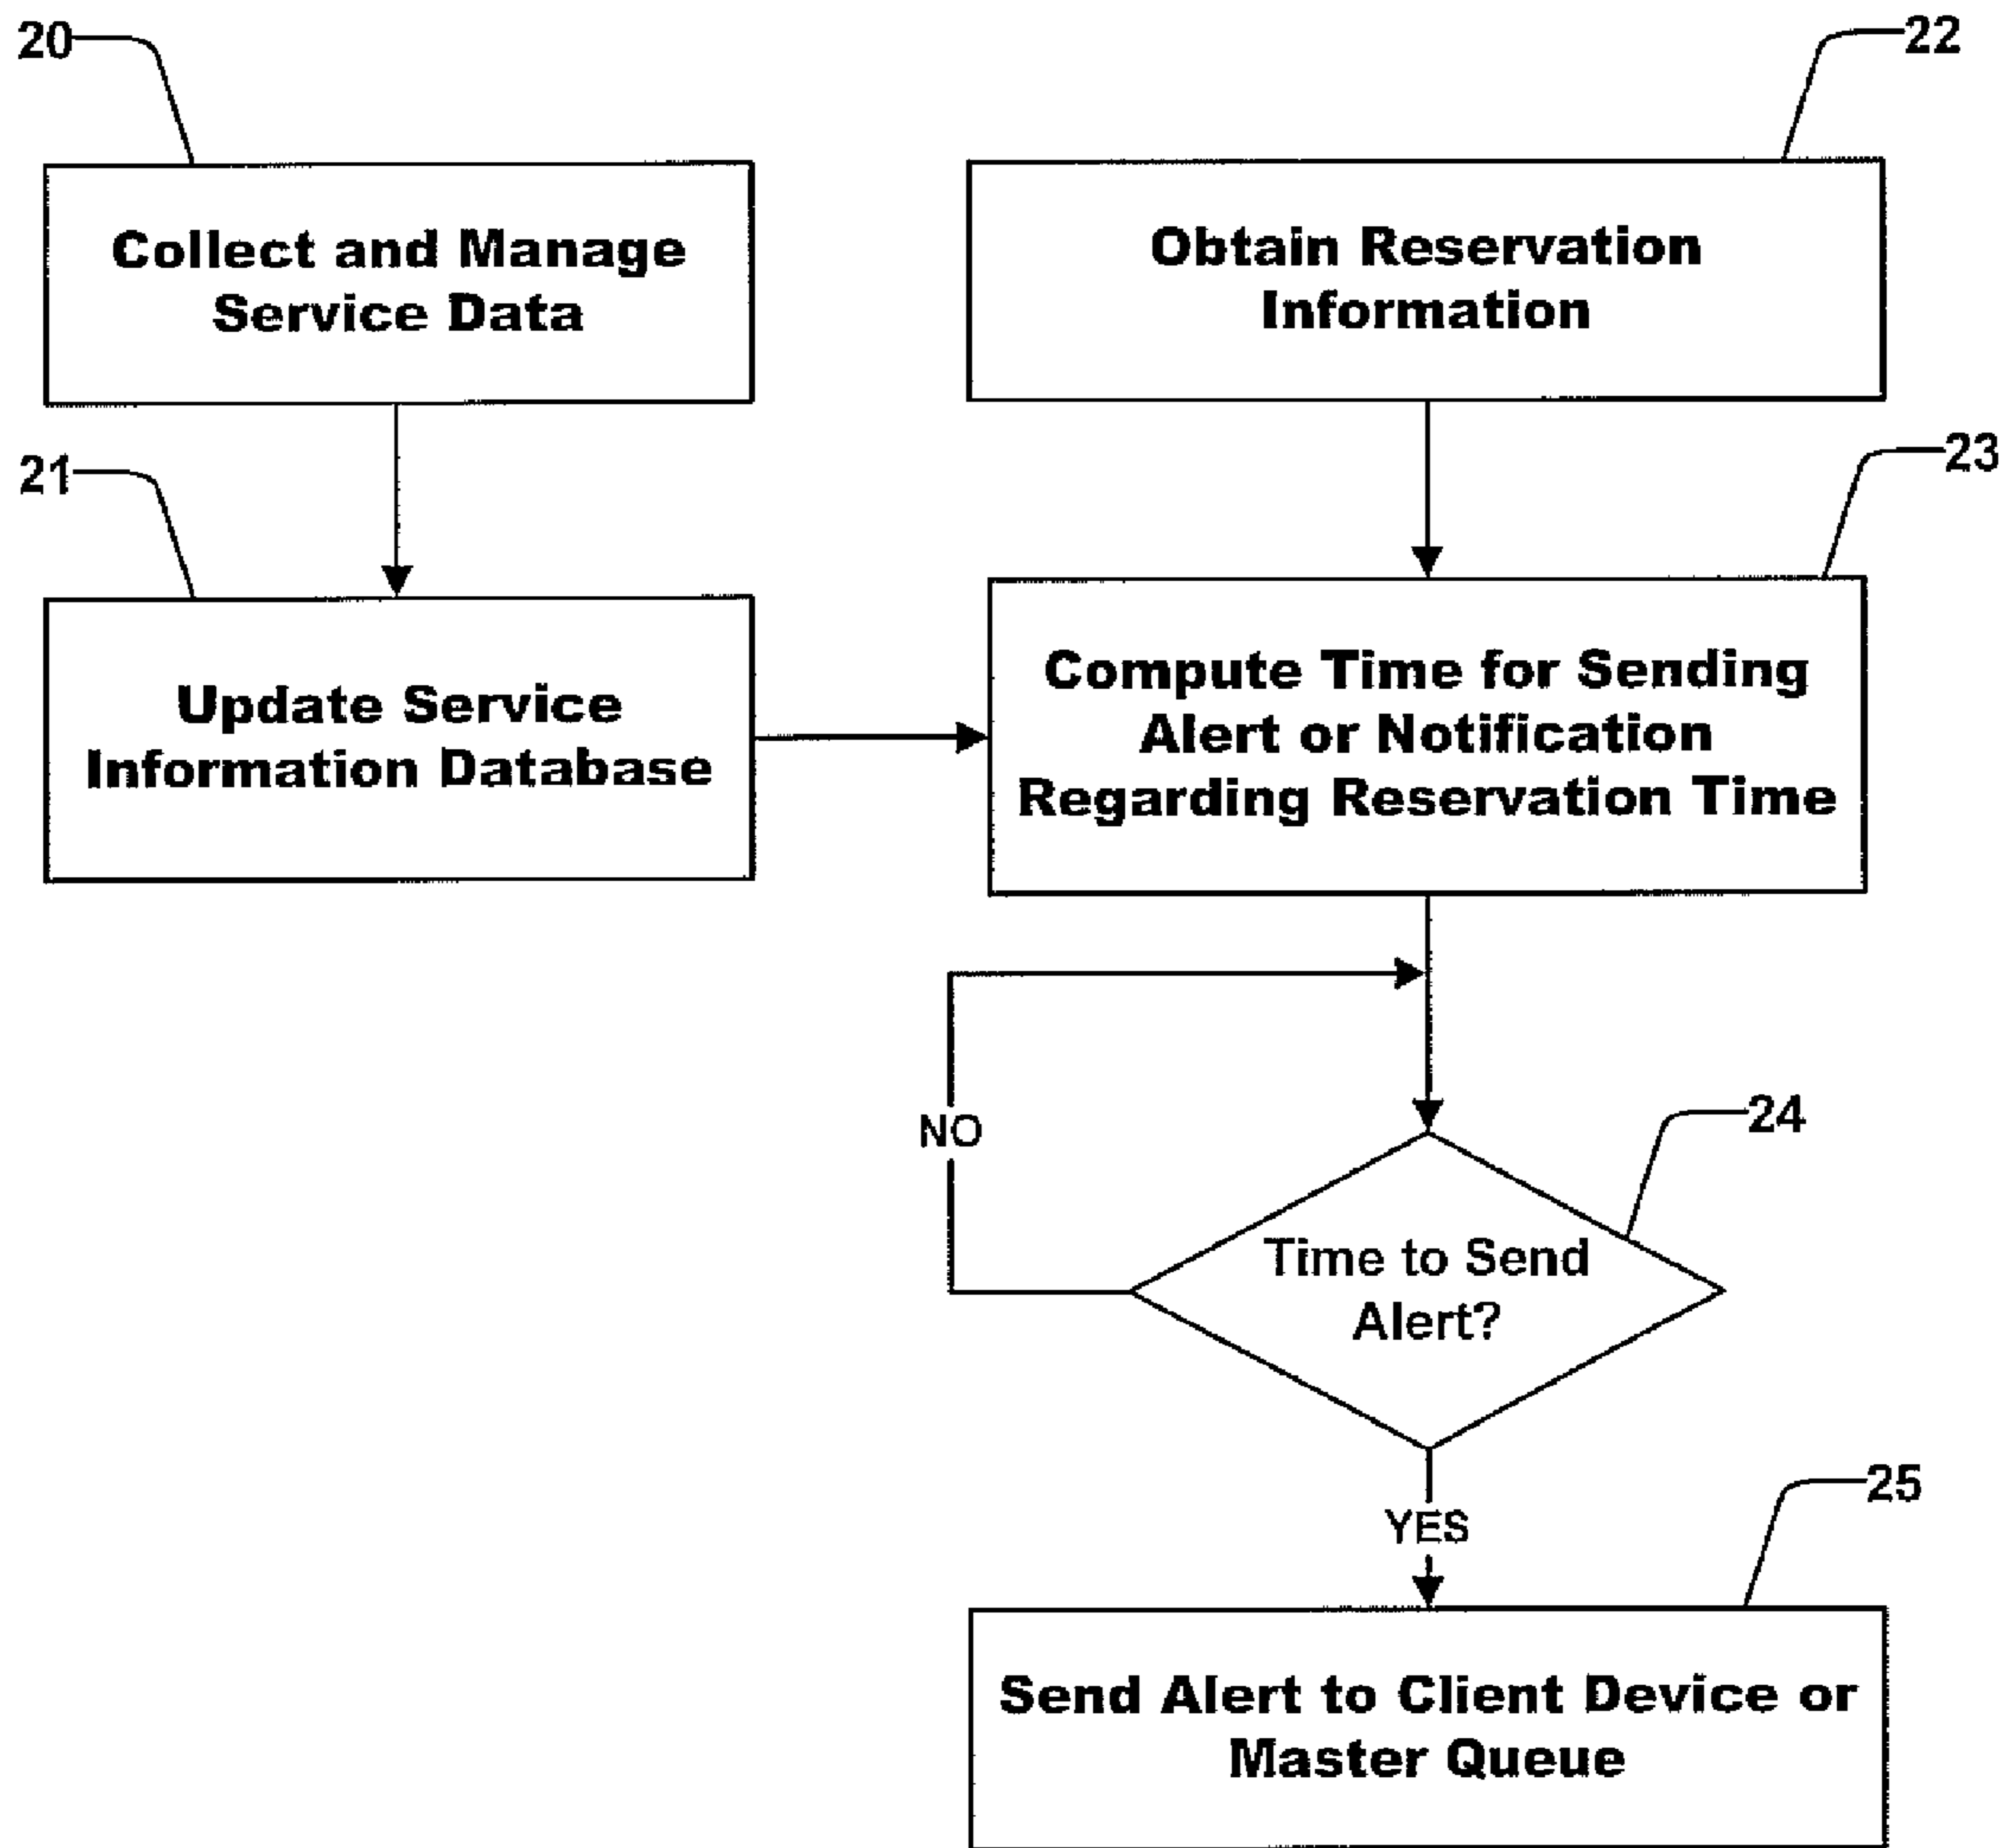 20
22
Collect and Manage
Service Data
Obtain Reservation
Information
21
23
Update Service
Information Database
Compute Time for Sending
Alert or Notification
Regarding Reservation Time
NO
24
Time to Send
Alert?
YES
25
Send Alert to Client Device or
Master Queue